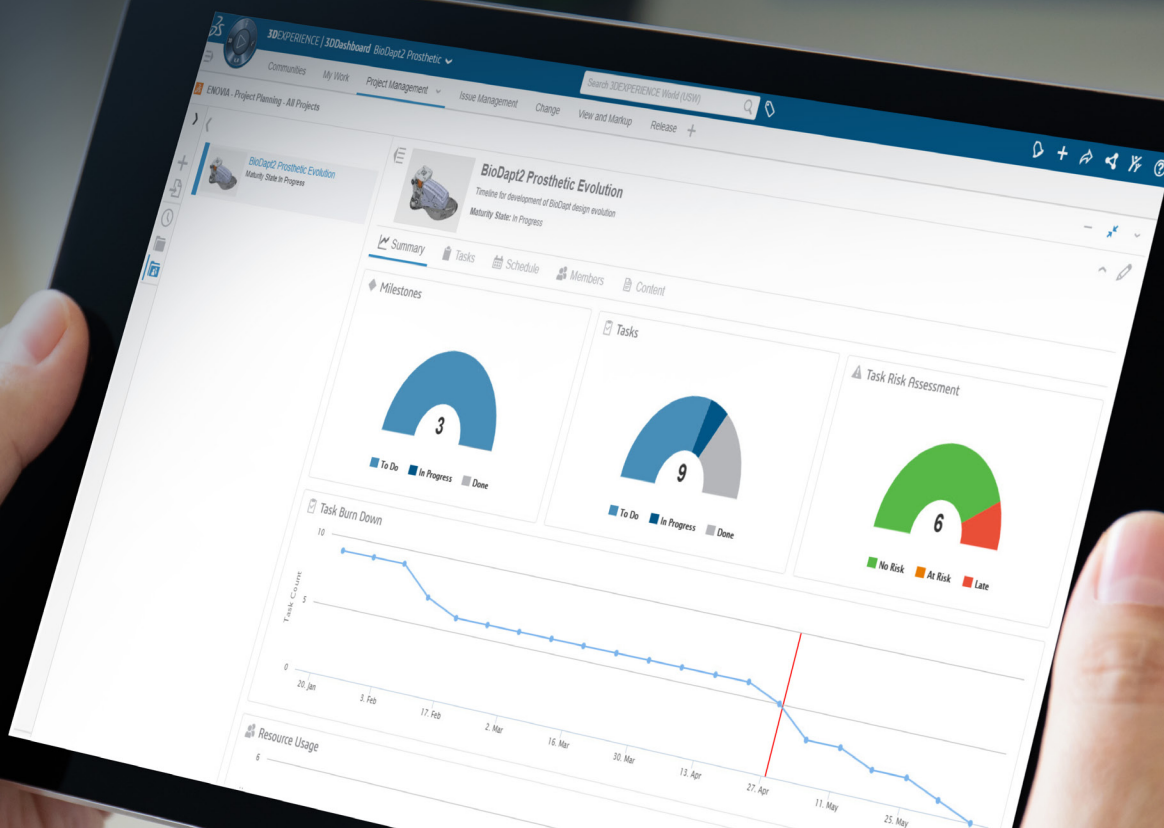 3DEXPERIENCE | 3DDashboard BioDapt2 Prosthetic
Search 3DEXPERIENCE World (USW)
Communities My Work Project Management Issue Management Change View and Markup Release
ENOVIA - Project Planning - All Projects
BioDapt2 Prosthetic Evolution
Maturity State: In Progress
BioDapt2 Prosthetic Evolution
Timeline for development of BioDapt design evolution
Maturity State: In Progress
Summary Tasks Schedule Members Content
Milestones
3
To Do In Progress Done
Tasks
9
To Do In Progress Done
Task Risk Assessment
6
No Risk At Risk Late
Task Burn Down
10
5
0
Task Count
20. Jan 3. Feb 17. Feb 2. Mar 16. Mar 30. Mar 13. Apr 27. Apr 11. May 25. May
Resource Usage
6